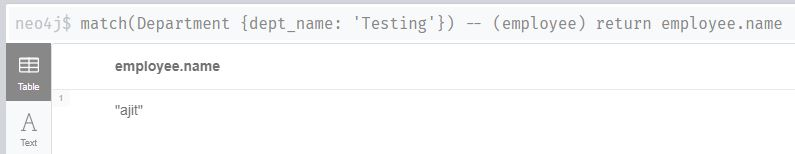 neo4j$ match(Department {dept_name: 'Testing'}) -- (employee) return employee.name
employee.name
Table
1
"ajit"
A
Text